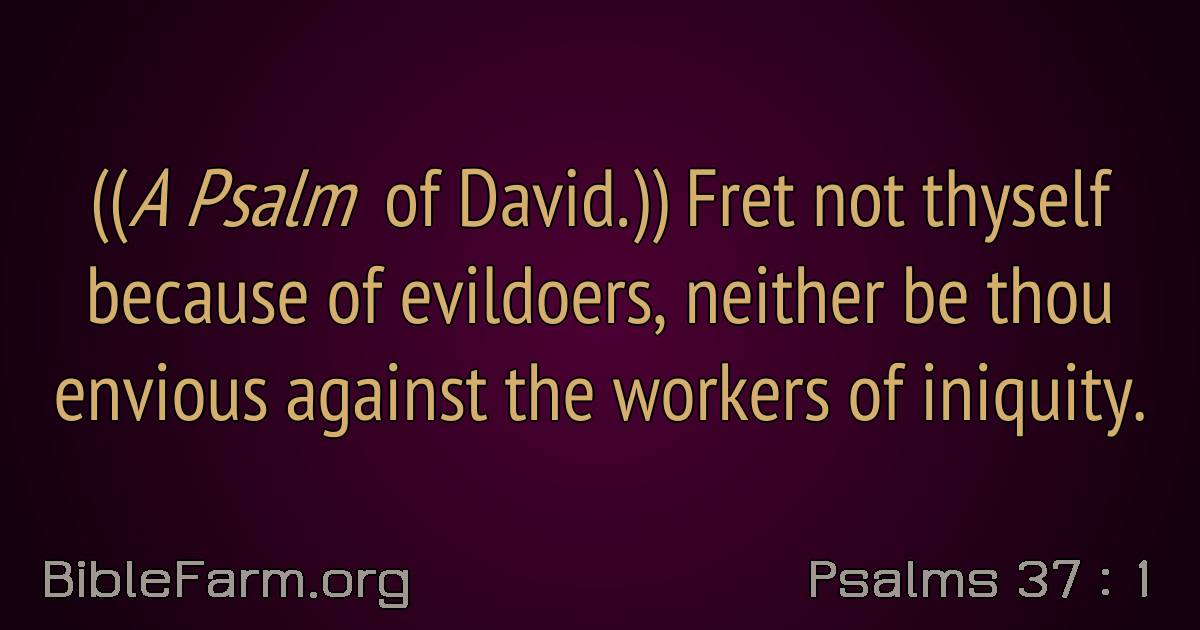 ((A Psalm of David.)) Fret not thyself
because of evildoers, neither be thou
envious against the workers of iniquity.
BibleFarm.org
Psalms 37 : 1